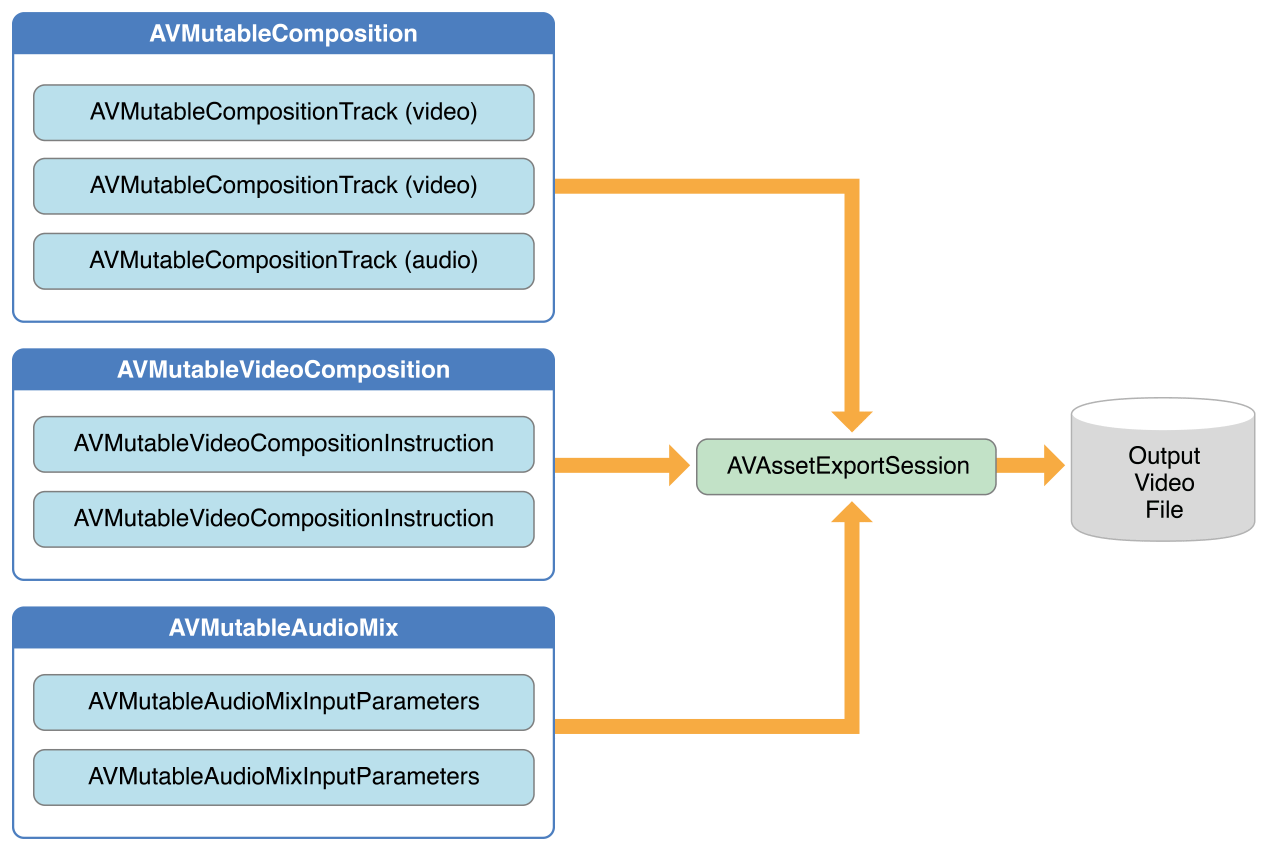 AVMutableComposition
AVMutableCompositionTrack (video)
AVMutableCompositionTrack (video)
AVMutableCompositionTrack (audio)
AVMutableVideoComposition
AVMutableVideoCompositionInstruction
AVMutableVideoCompositionInstruction
AVMutableAudioMix
AVMutableAudioMixInputParameters
AVMutableAudioMixInputParameters
AVAssetExportSession
Output
Video
File